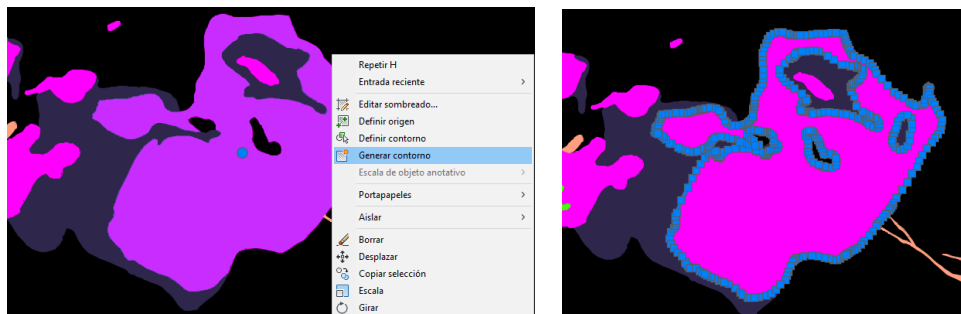 Repetir H
Entrada reciente
Editar sombreado...
Definir origen
Definir contorno
Generar contorno
Escala de objeto anotativo
Portapapeles
Aislar
Borrar
Desplazar
Copiar selección
Escala
Girar